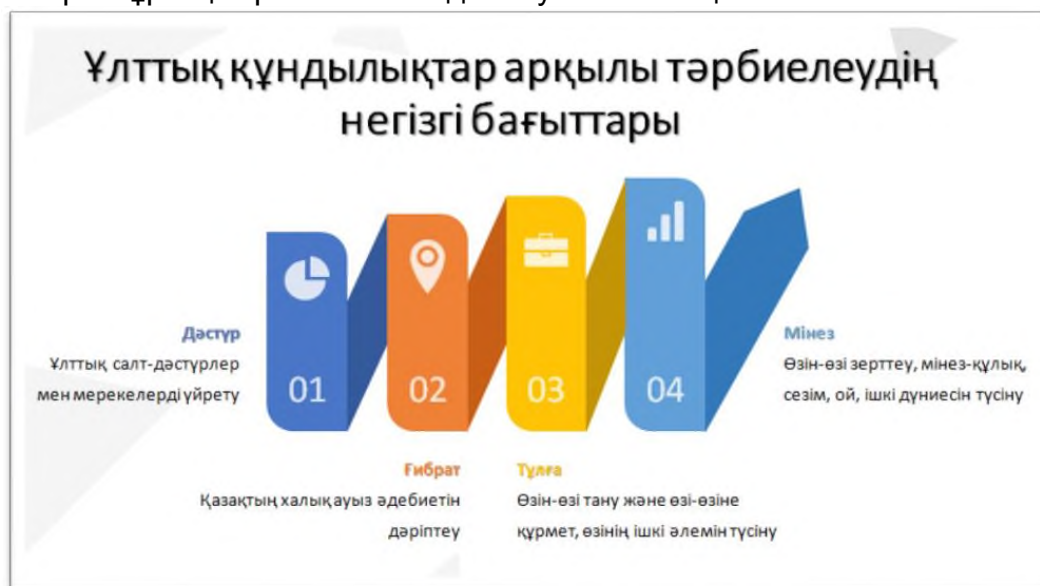 Ұлттық құндылықтар арқылы тәрбиелеудің
негізгі бағыттары
01
02
03
04
Дәстүр
Ұлттық салт-дәстүрлер
мен мерекелерді үйрету
Ғибрат
Қазақтың халық ауыз әдебиетін
дәріптеу
Тұлға
Өзін-өзі тану және өзі-өзіне
құрмет, өзінің ішкі әлемін түсіну
Мінез
Өзін-өзі зерттеу, мінез-құлық,
сезім, ой, ішкі дүниесін түсіну